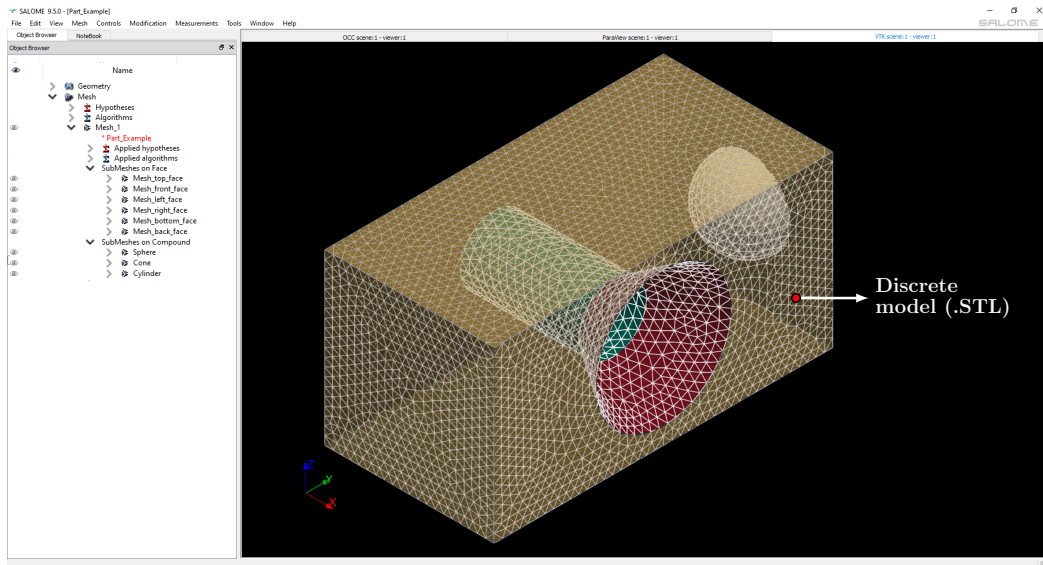 SALOME 9.5.0 - [Part_Example]
File Edit View Mesh Controls Modification Measurements Tools Window Help
SALOME
Object Browser NoteBook
OCC scene:1 - viewer:1 ParaView scene:1 - viewer:1 VTK scene:1 - viewer:1
Object Browser
Name
Geometry
Mesh
Hypotheses
Algorithms
Mesh_1
* Part_Example
Applied hypotheses
Applied algorithms
SubMeshes on Face
Mesh_top_face
Mesh_front_face
Mesh_left_face
Mesh_right_face
Mesh_bottom_face
Mesh_back_face
SubMeshes on Compound
Sphere
Cone
Cylinder
Discrete
model (.STL)
Z
Y
X